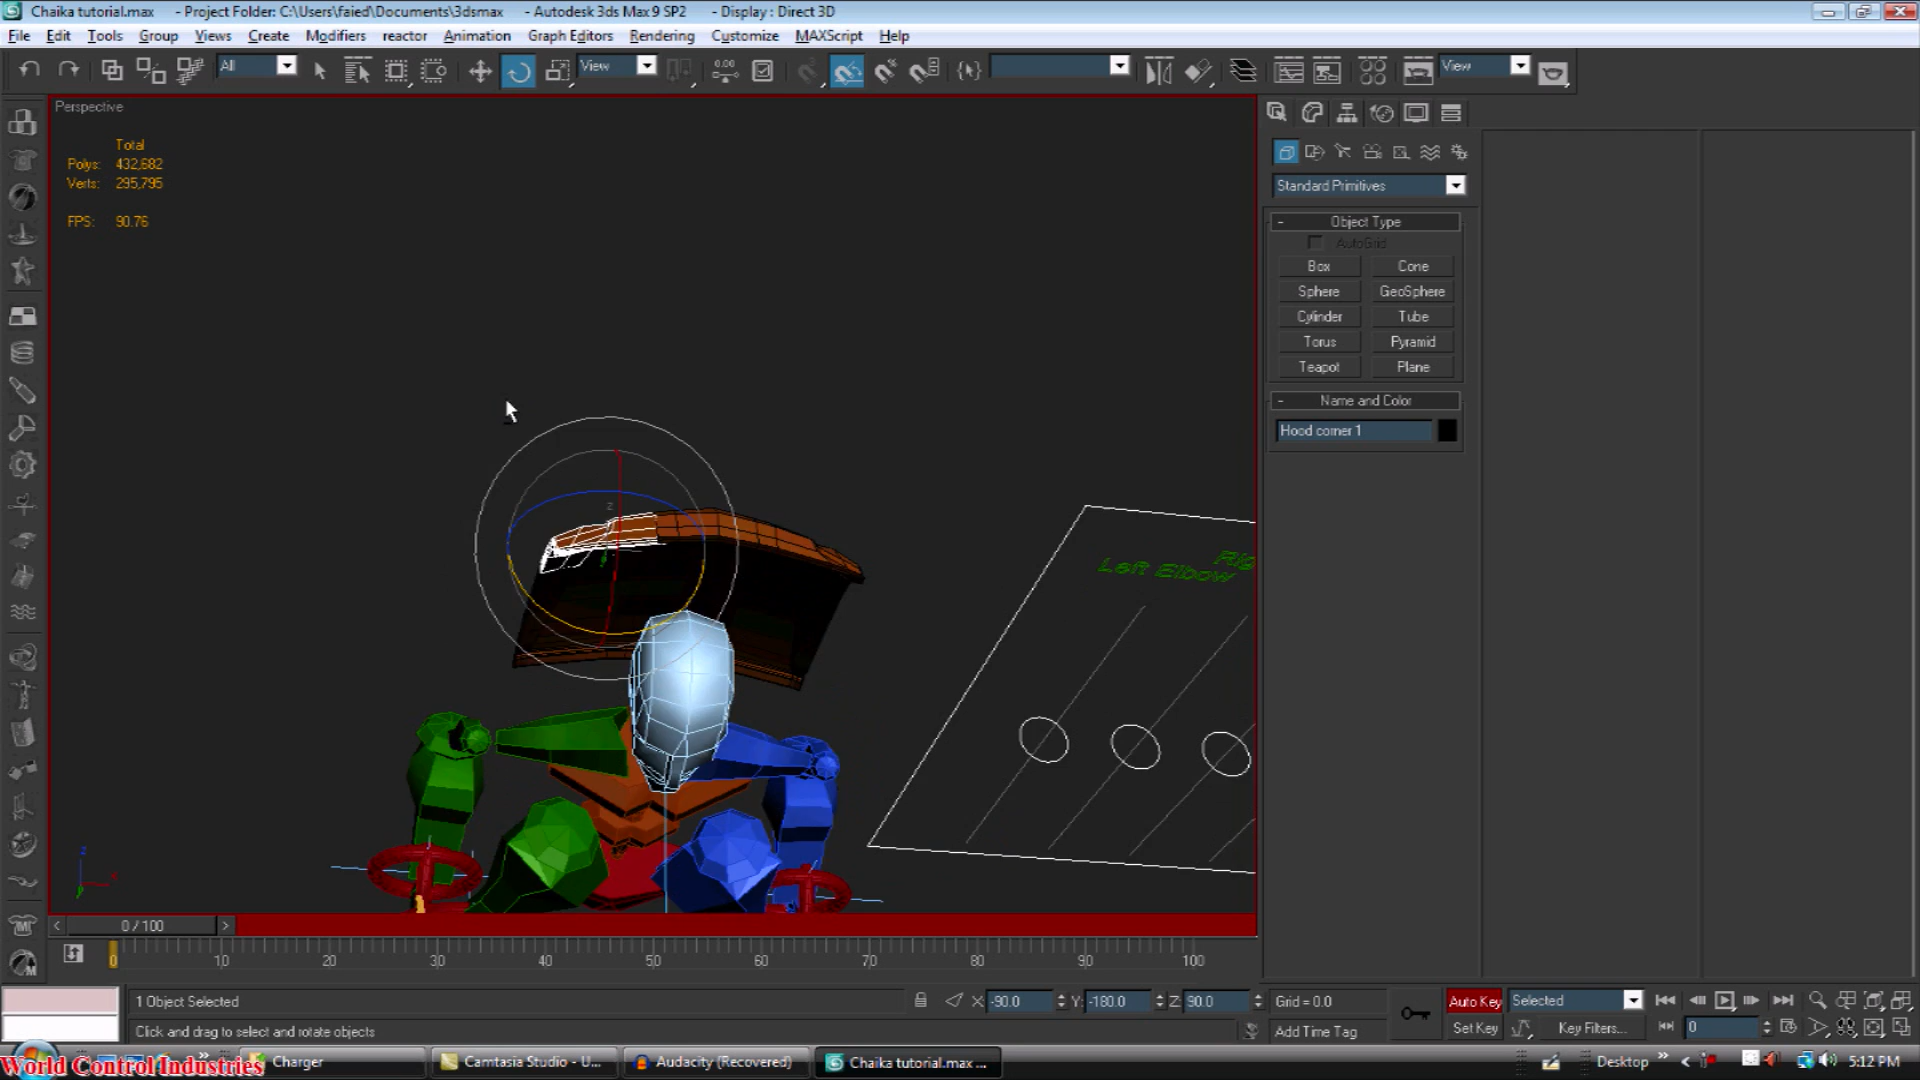 Chaika tutorial.max - Project Folder: C:\Users\faied\Documents\3dsmax - Autodesk 3ds Max 9 SP2 - Display : Direct 3D
File Edit Tools Group Views Create Modifiers reactor Animation Graph Editors Rendering Customize MAXScript Help
All View 0.00 View
Perspective
Total
Polys: 432,682
Verts: 295,795
FPS: 90.76
Standard Primitives
- Object Type
AutoGrid
Box Cone
Sphere GeoSphere
Cylinder Tube
Torus Pyramid
Teapot Plane
- Name and Color
Hood corner 1
z
Left Elbow
Rig
z
x
y
< 0 / 100 >
0 10 20 30 40 50 60 70 80 90 100
1 Object Selected X: -90.0 Y: -180.0 Z: 90.0 Grid = 0.0 Auto Key Selected
Click and drag to select and rotate objects Add Time Tag Set Key Key Filters... 0
World Control Industries Charger Camtasia Studio - U... Audacity (Recovered) Chaika tutorial.max ... Desktop » < 5:12 PM